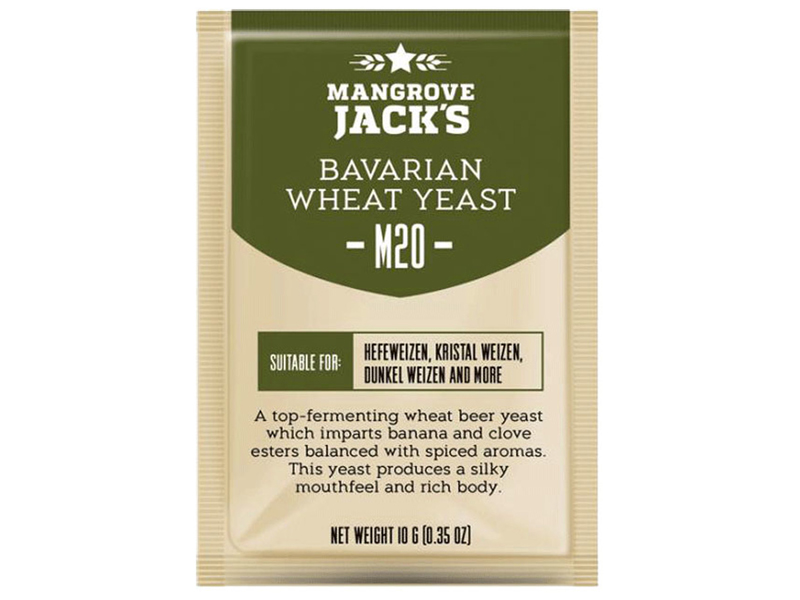 MANGROVE
JACK'S
BAVARIAN
WHEAT YEAST
- M20 -
SUITABLE FOR:
HEFEWEIZEN, KRISTAL WEIZEN,
DUNKEL WEIZEN AND MORE
A top-fermenting wheat beer yeast
which imparts banana and clove
esters balanced with spiced aromas.
This yeast produces a silky
mouthfeel and rich body.
NET WEIGHT 10 G (0.35 OZ)